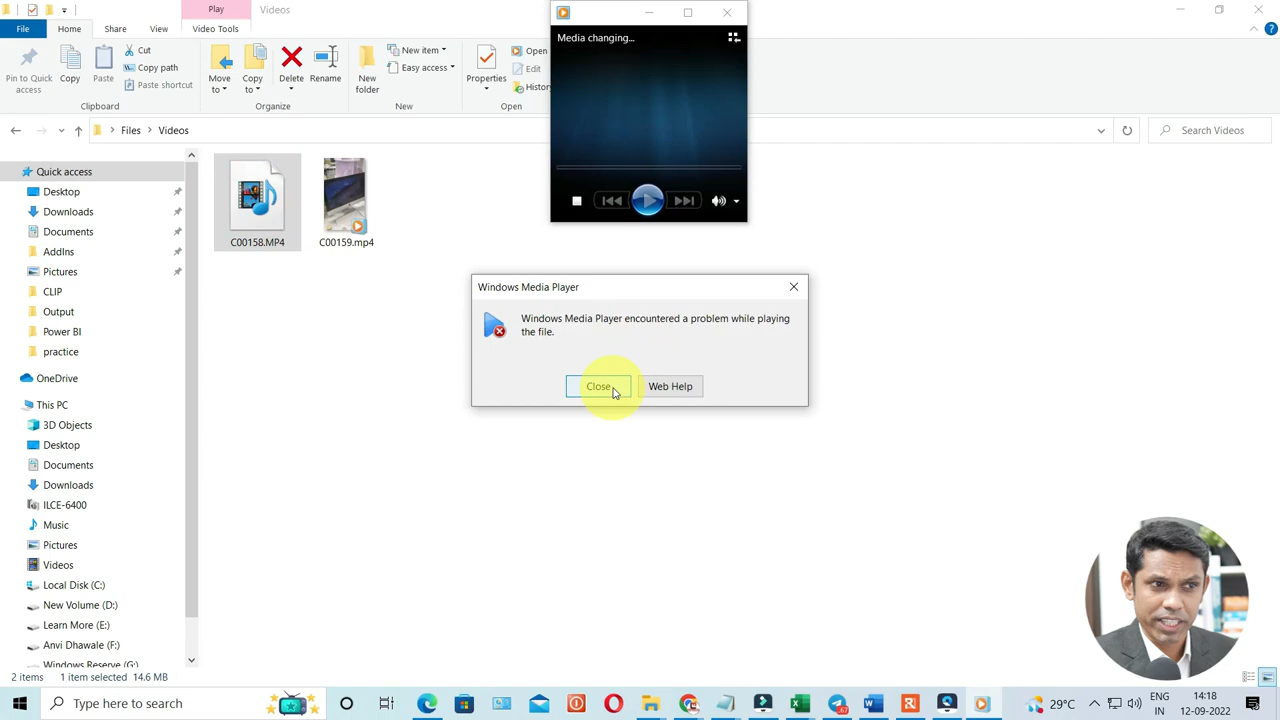 Play
Videos
File
Home
Share
View
Video Tools
Pin to Quick
access
Copy
Paste
Cut
Copy path
Paste shortcut
Clipboard
Move
to
Copy
to
Delete
Rename
Organize
New
folder
New item
Easy access
New
Properties
Open
Edit
History
Open
Media changing...
Files
Videos
Search Videos
Quick access
Desktop
Downloads
Documents
AddIns
Pictures
CLIP
Output
Power BI
practice
OneDrive
This PC
3D Objects
Desktop
Documents
Downloads
ILCE-6400
Music
Pictures
Videos
Local Disk (C:)
New Volume (D:)
Learn More (E:)
Anvi Dhawale (F:)
Windows Reserve (G:)
C00158.MP4
C00159.mp4
Windows Media Player
Windows Media Player encountered a problem while playing
the file.
Close
Web Help
2 items
1 item selected 14.6 MB
Type here to search
29°C
ENG
IN
14:18
12-09-2022